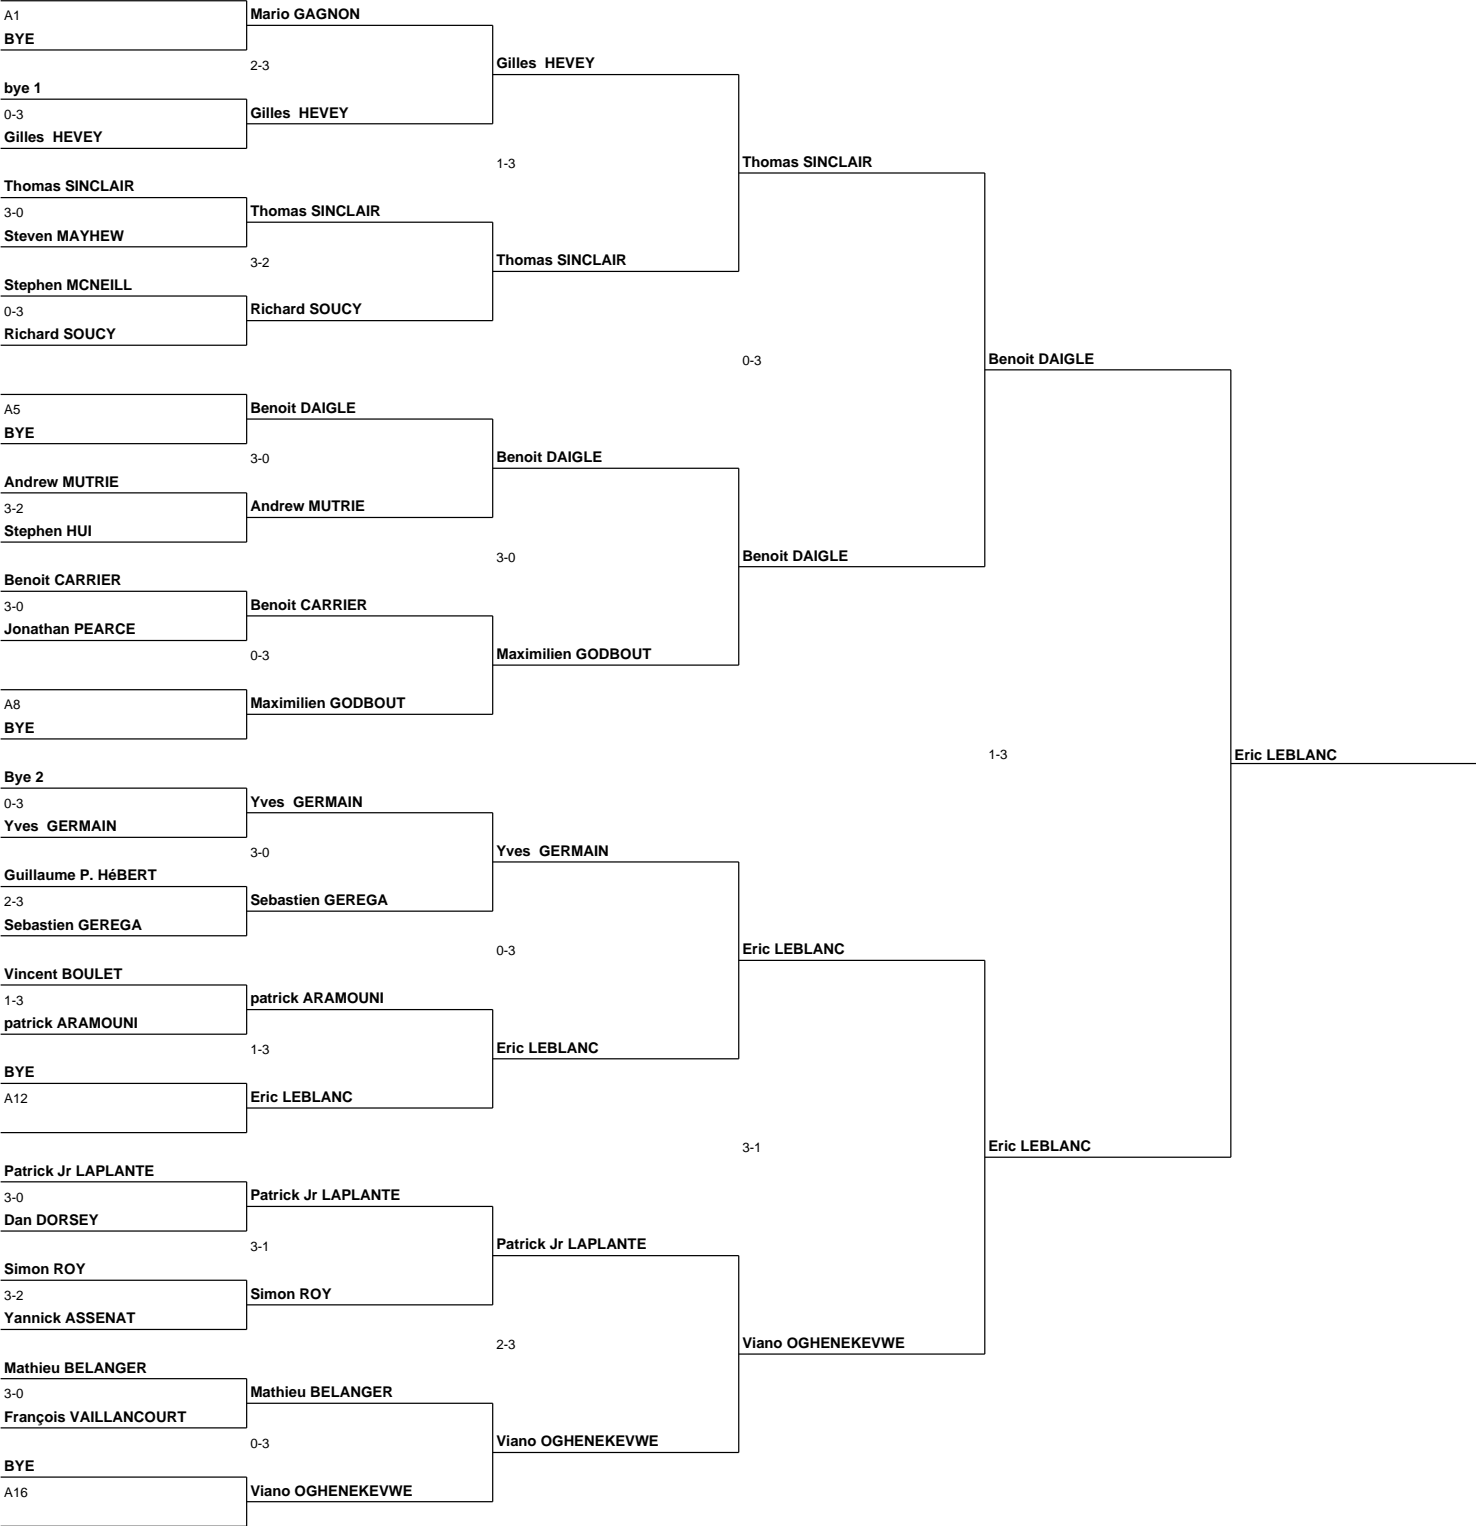 A1
BYE
Mario GAGNON
2-3
bye 1
0-3
Gilles HEVEY
Gilles HEVEY
Gilles HEVEY
1-3
Thomas SINCLAIR
3-0
Steven MAYHEW
Thomas SINCLAIR
3-2
Stephen MCNEILL
0-3
Richard SOUCY
Richard SOUCY
Thomas SINCLAIR
Thomas SINCLAIR
0-3
A5
BYE
Benoit DAIGLE
3-0
Andrew MUTRIE
3-2
Stephen HUI
Andrew MUTRIE
Benoit DAIGLE
3-0
Benoit CARRIER
3-0
Jonathan PEARCE
Benoit CARRIER
0-3
A8
BYE
Maximilien GODBOUT
Maximilien GODBOUT
Benoit DAIGLE
Benoit DAIGLE
1-3
Bye 2
0-3
Yves GERMAIN
Yves GERMAIN
3-0
Guillaume P. HéBERT
2-3
Sebastien GEREGA
Sebastien GEREGA
Yves GERMAIN
0-3
Vincent BOULET
1-3
patrick ARAMOUNI
patrick ARAMOUNI
1-3
BYE
A12
Eric LEBLANC
Eric LEBLANC
Eric LEBLANC
3-1
Patrick Jr LAPLANTE
3-0
Dan DORSEY
Patrick Jr LAPLANTE
3-1
Simon ROY
3-2
Yannick ASSENAT
Simon ROY
Patrick Jr LAPLANTE
2-3
Mathieu BELANGER
3-0
François VAILLANCOURT
Mathieu BELANGER
0-3
BYE
A16
Viano OGHENEKEVWE
Viano OGHENEKEVWE
Viano OGHENEKEVWE
Eric LEBLANC
Eric LEBLANC